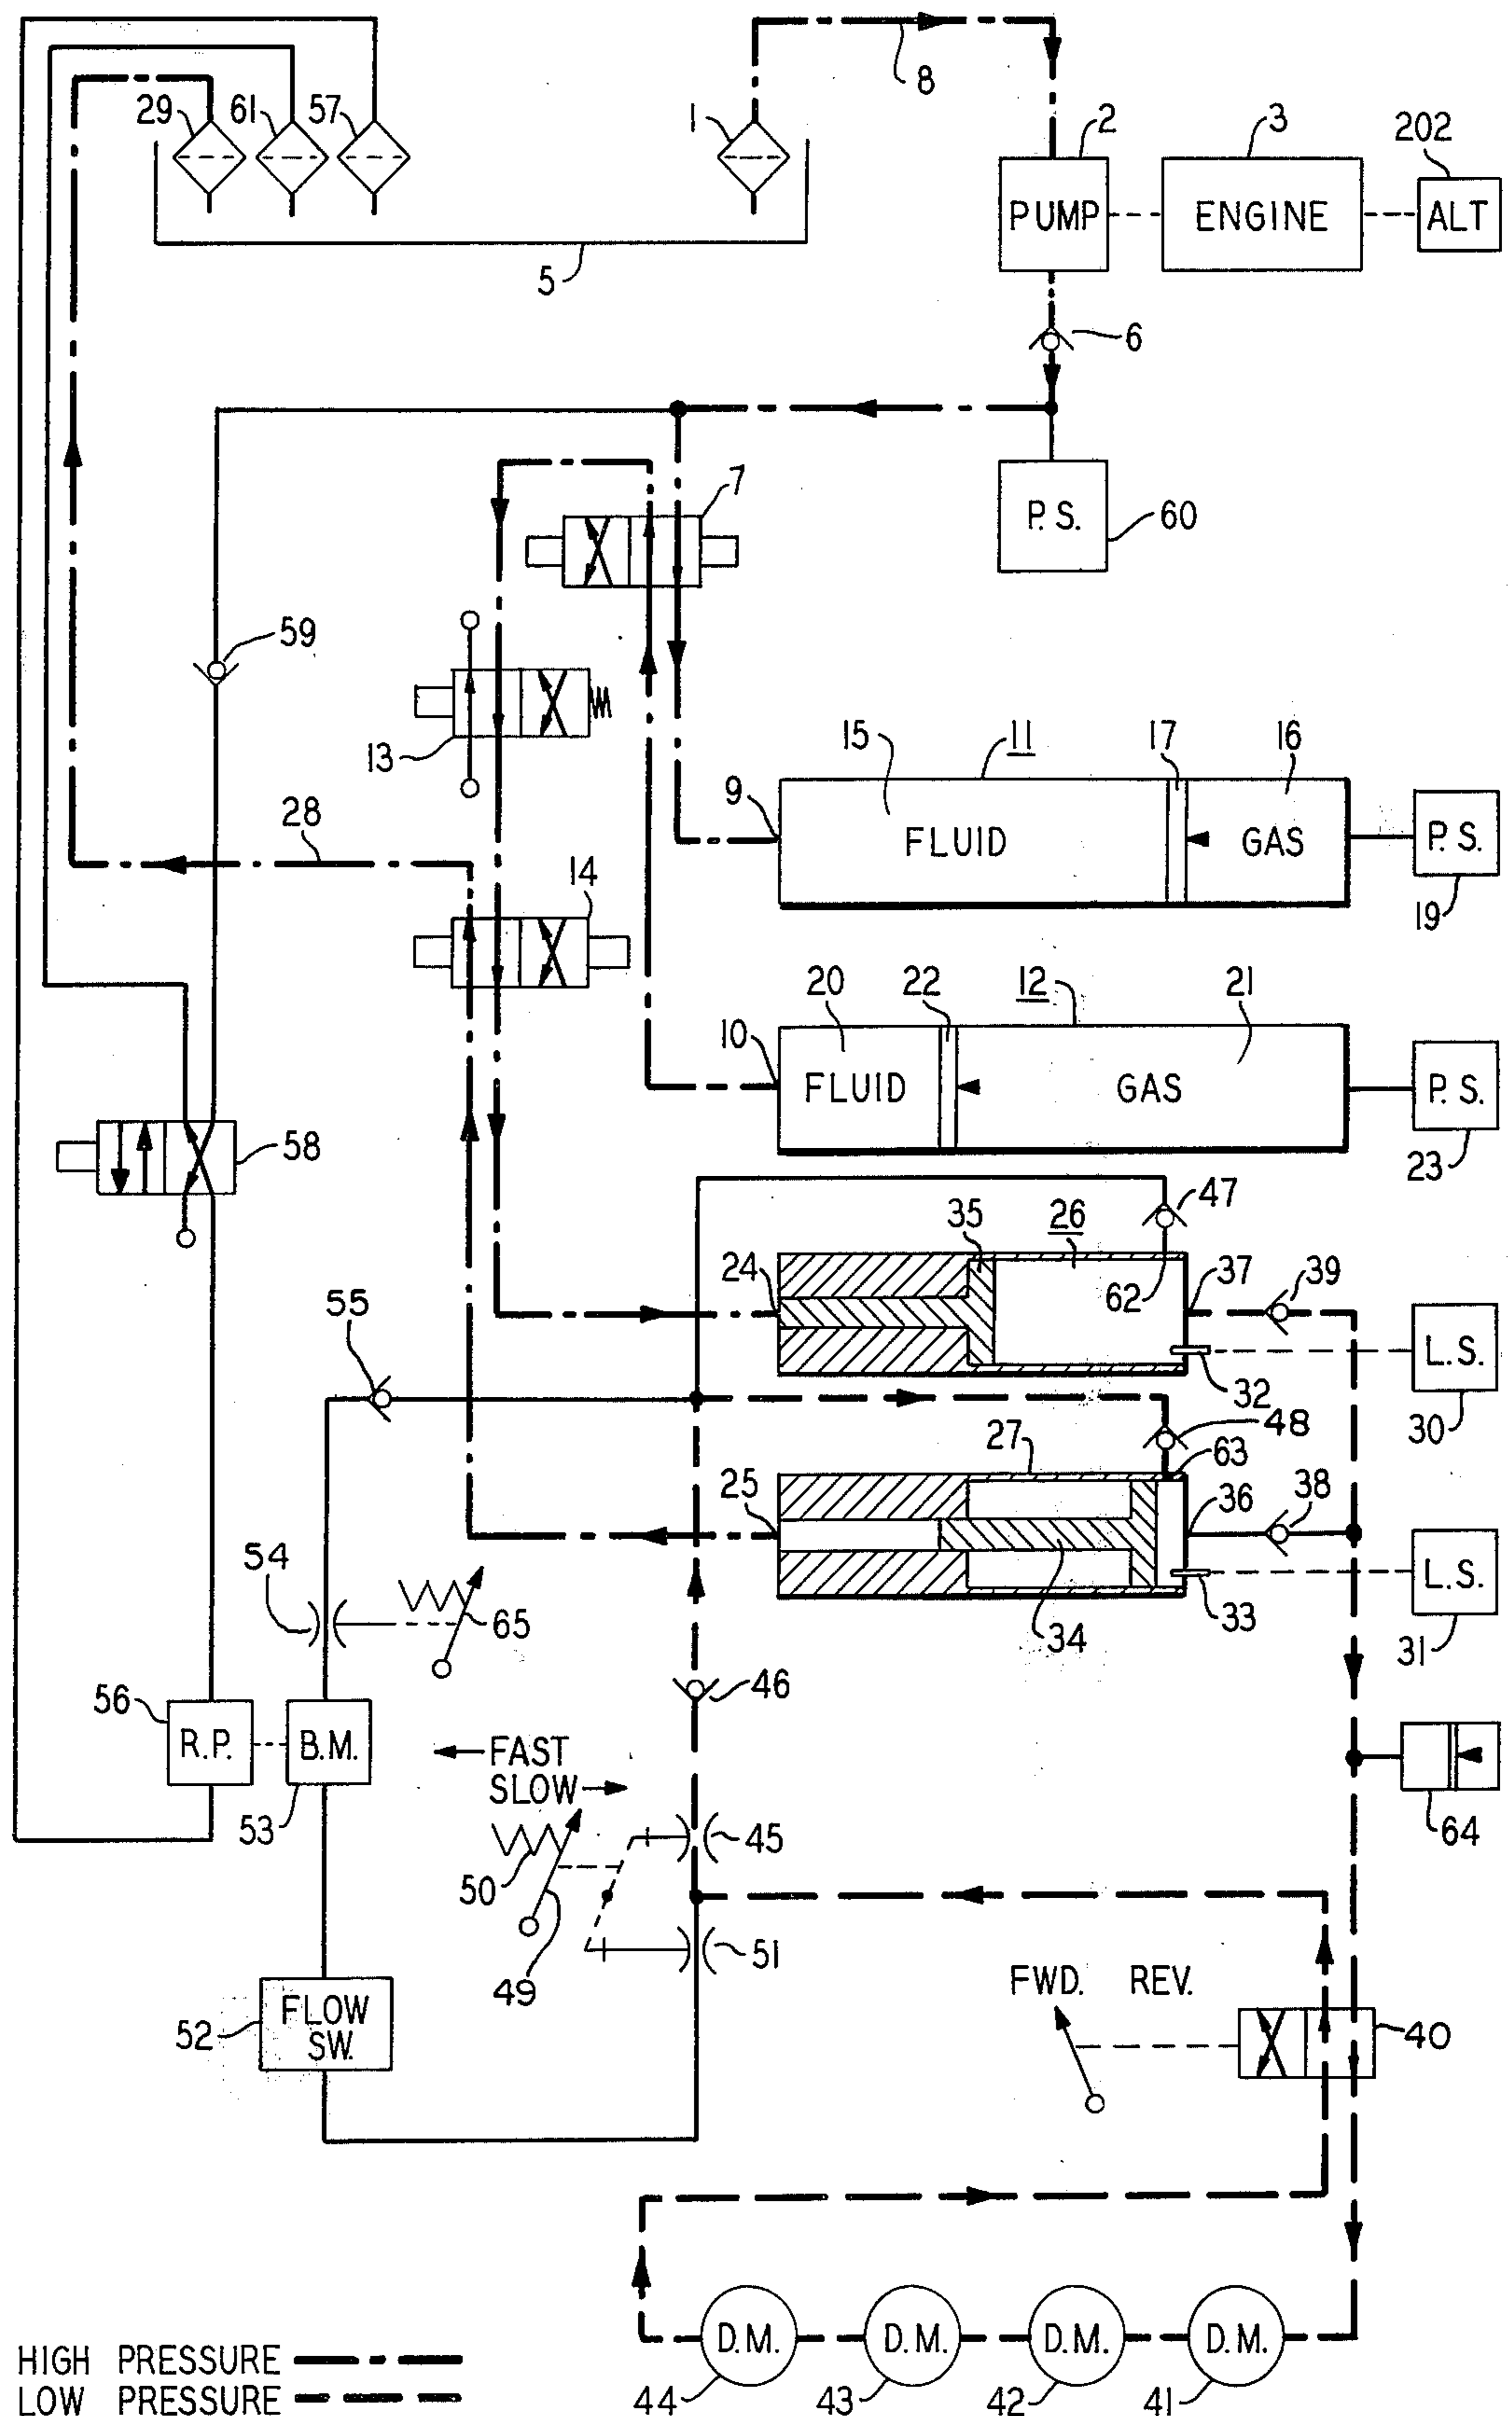 29
61
57
1
8
2
3
202
PUMP
ENGINE
ALT
5
6
7
P.S.
60
59
13
15
11
17
16
9
FLUID
GAS
P.S.
19
28
14
20
22
12
21
10
FLUID
GAS
P.S.
23
58
47
35
26
24
62
37
39
55
L.S.
32
30
48
27
63
25
36
38
54
65
L.S.
33
34
31
46
56
R.P.
B.M.
FAST
SLOW
53
64
45
50
51
49
FWD. REV.
52
FLOW
SW.
40
D.M.
D.M.
D.M.
D.M.
44
43
42
41
HIGH PRESSURE
LOW PRESSURE